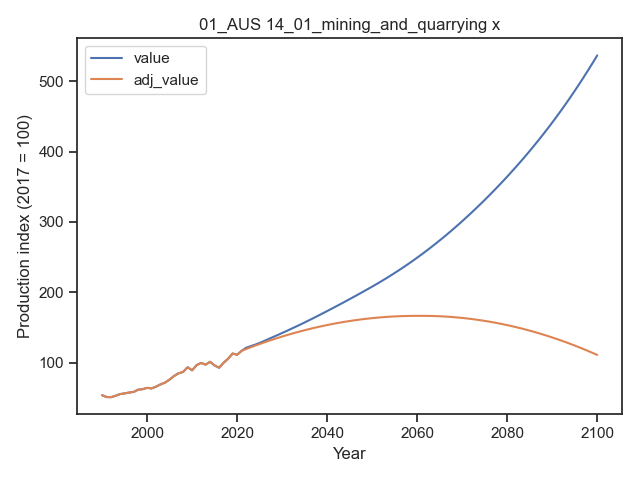 01_AUS 14_01_mining_and_quarrying x
value
adj_value
Production index (2017 = 100)
500
400
300
200
100
2000
2020
2040
2060
2080
2100
Year